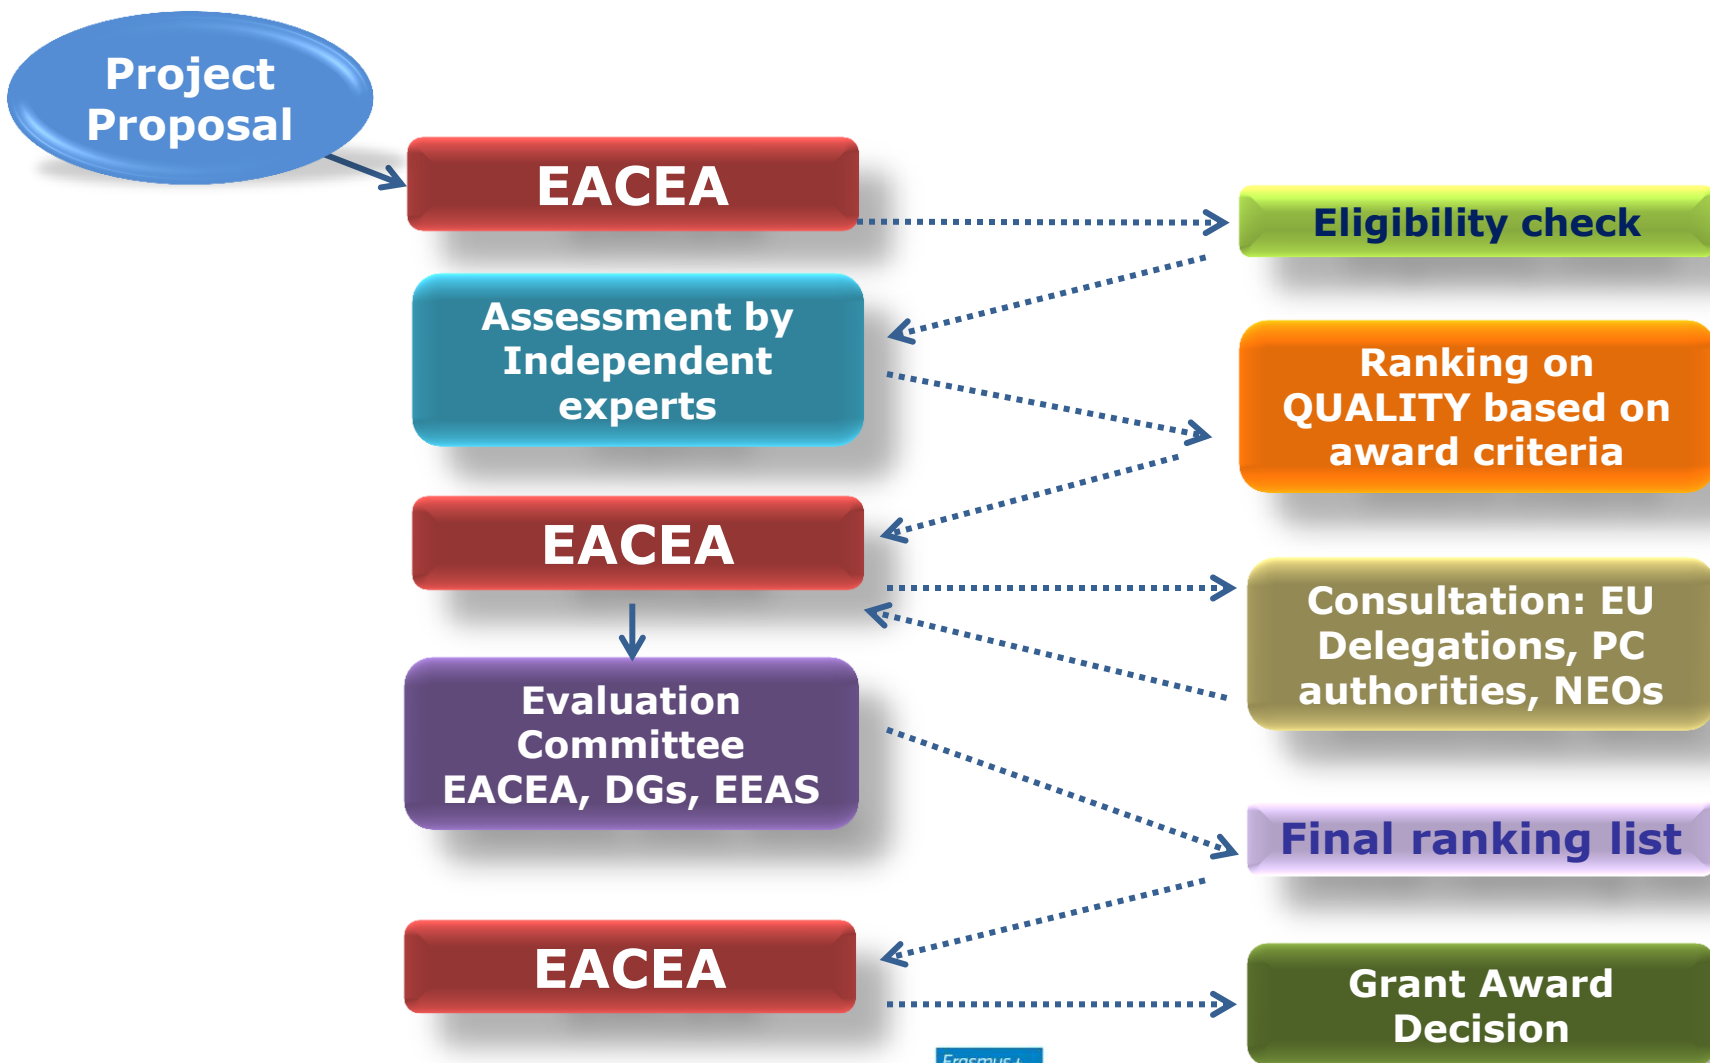 Project
Proposal
EACEA
Eligibility check
Assessment by
Independent
experts
Ranking on
QUALITY based on
award criteria
EACEA
Consultation: EU
Delegations, PC
authorities, NEOs
Evaluation
Committee
EACEA, DGs, EEAS
Final ranking list
EACEA
Grant Award
Decision
Erasmus+